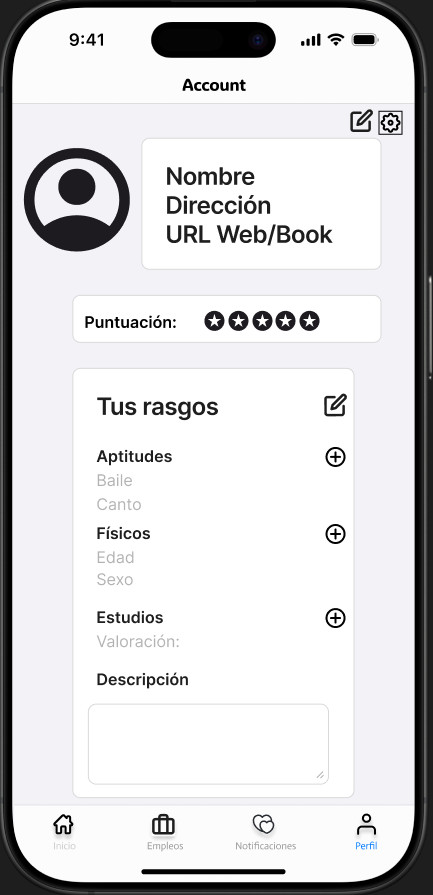 9:41
Account
Nombre
Dirección
URL Web/Book
Puntuación:
Tus rasgos
Aptitudes
Baile
Canto
Físicos
Edad
Sexo
Estudios
Valoración:
Descripción
Inicio
Empleos
Notificaciones
Perfil